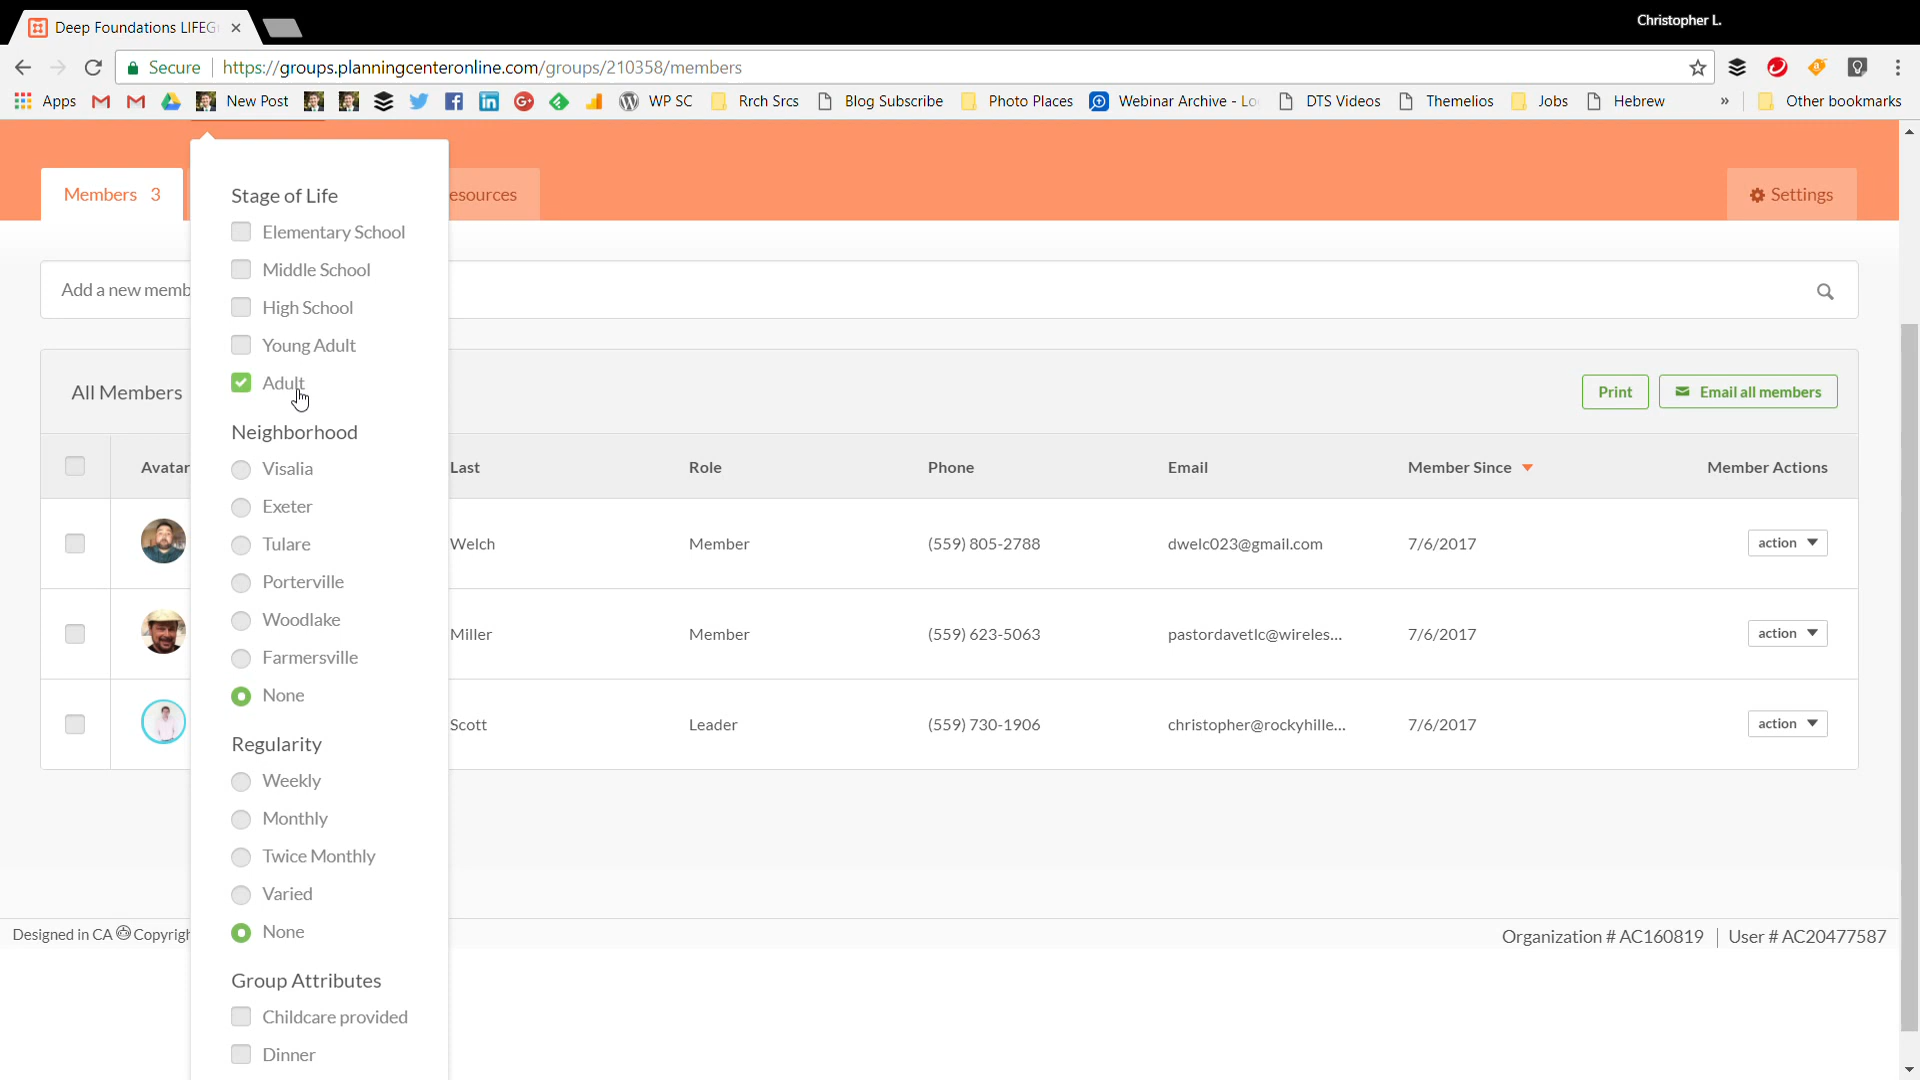 Christopher L.
Deep Foundations LIFEG
Secure https://groups.planningcenteronline.com/groups/210358/members
Apps New Post WP SC Rrch Srcs Blog Subscribe Photo Places Webinar Archive - Lo DTS Videos Themelios Jobs Hebrew » Other bookmarks
Members 3 esources Settings
Stage of Life
Elementary School
Middle School
High School
Young Adult
Adult
Neighborhood
Visalia
Exeter
Tulare
Porterville
Woodlake
Farmersville
None
Regularity
Weekly
Monthly
Twice Monthly
Varied
None
Group Attributes
Childcare provided
Dinner
Add a new memb
All Members Print Email all members
Avatar Last Role Phone Email Member Since Member Actions
Welch Member (559) 805-2788 dwelc023@gmail.com 7/6/2017 action
Miller Member (559) 623-5063 pastordavetlc@wireles... 7/6/2017 action
Scott Leader (559) 730-1906 christopher@rockyhille... 7/6/2017 action
Designed in CA Copyrigh Organization # AC160819 User # AC20477587